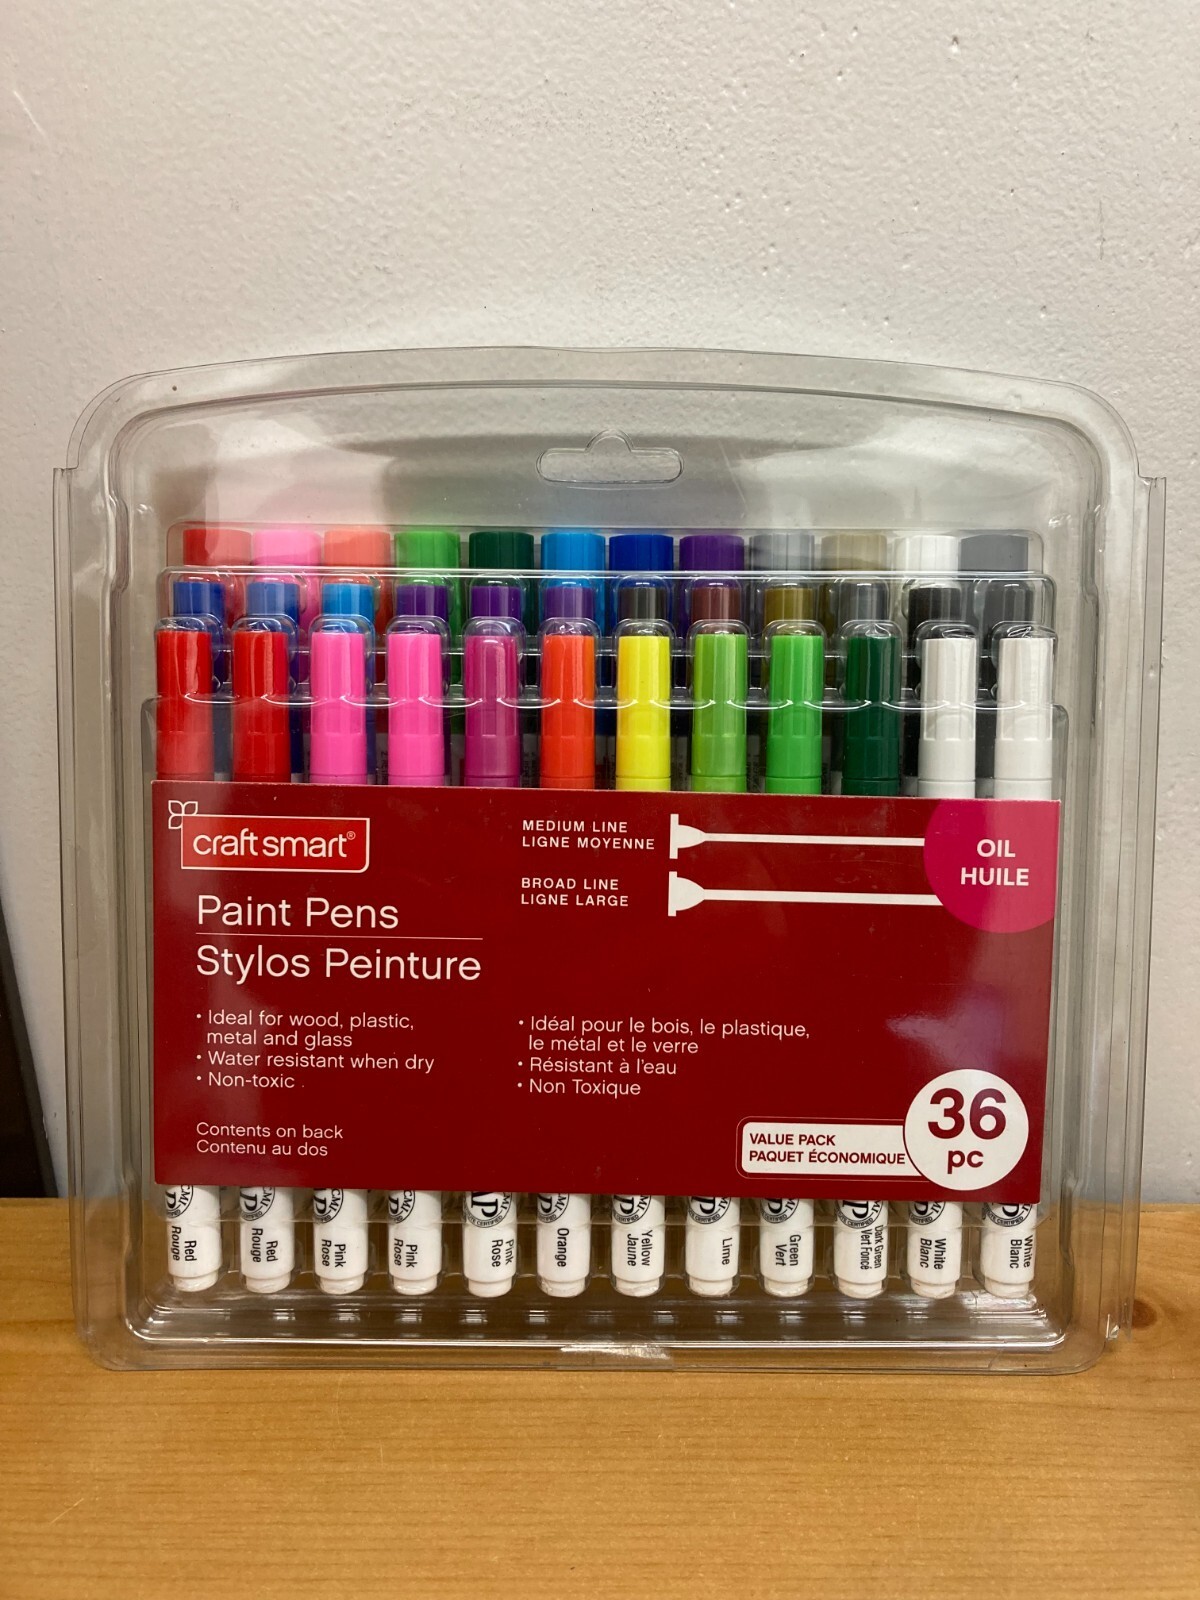 craft smart®
Paint Pens
Stylos Peinture
• Ideal for wood, plastic,
metal and glass
• Water resistant when dry
• Non-toxic
Contents on back
Contenu au dos
MEDIUM LINE
LIGNE MOYENNE
BROAD LINE
LIGNE LARGE
OIL
HUILE
• Idéal pour le bois, le plastique,
le métal et le verre
• Résistant à l'eau
• Non Toxique
VALUE PACK
PAQUET ÉCONOMIQUE
36
pc
Red
Rouge
Red
Rouge
Pink
Rose
Pink
Rose
Pink
Rose
Orange
Yellow
Jaune
Lime
Green
Vert
Dark Green
Vert Foncé
White
Blanc
White
Blanc